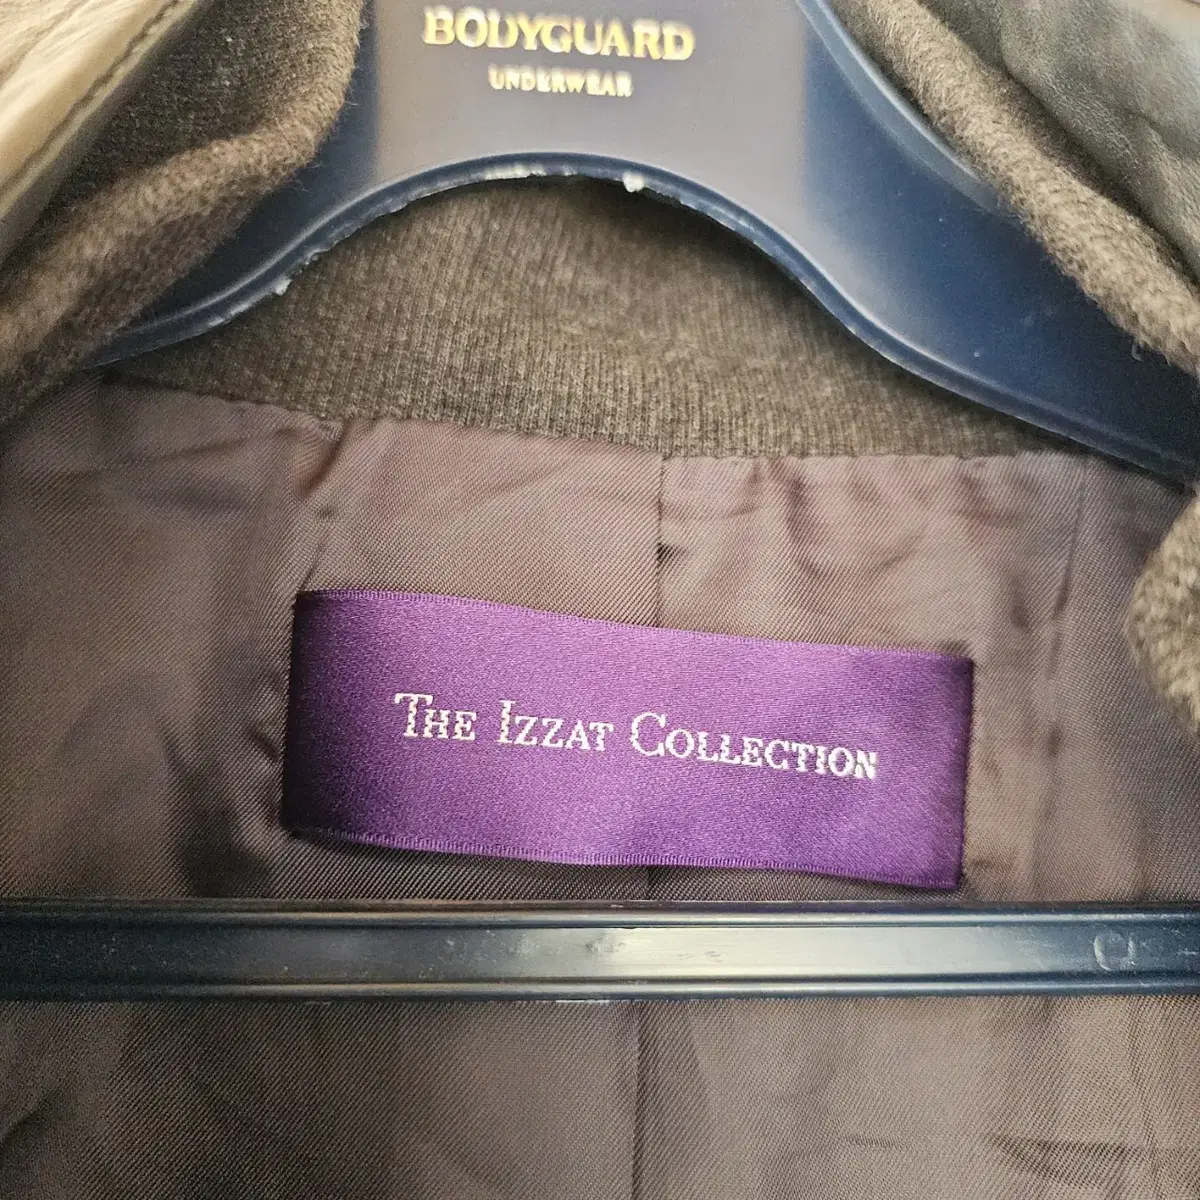 BODYGUARD
UNDERWEAR
THE IZZAT COLLECTION